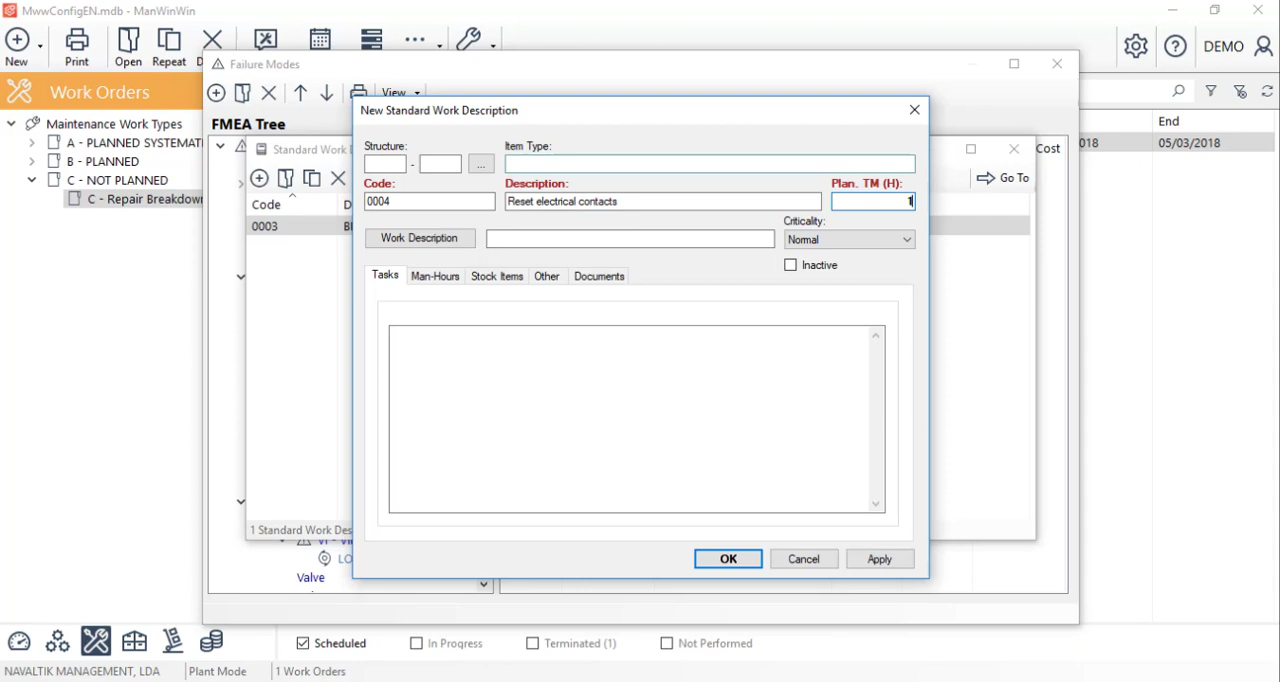 MwwConfigEN.mdb - ManWinWin
New
Print
Open
Repeat
DEMO
Failure Modes
Work Orders
View
New Standard Work Description
FMEA Tree
Maintenance Work Types
End
A - PLANNED SYSTEMAT
Standard Work
Structure:
Item Type:
Cost
018
05/03/2018
B - PLANNED
-
...
C - NOT PLANNED
Code:
Description:
Plan. TM (H):
Go To
C - Repair Breakdown
Code
0004
Reset electrical contacts
1
0003
Criticality:
Work Description
Normal
Inactive
Tasks
Man-Hours
Stock Items
Other
Documents
1 Standard Work Des
LO
OK
Cancel
Apply
Valve
Scheduled
In Progress
Terminated (1)
Not Performed
NAVALTIK MANAGEMENT, LDA
Plant Mode
1 Work Orders